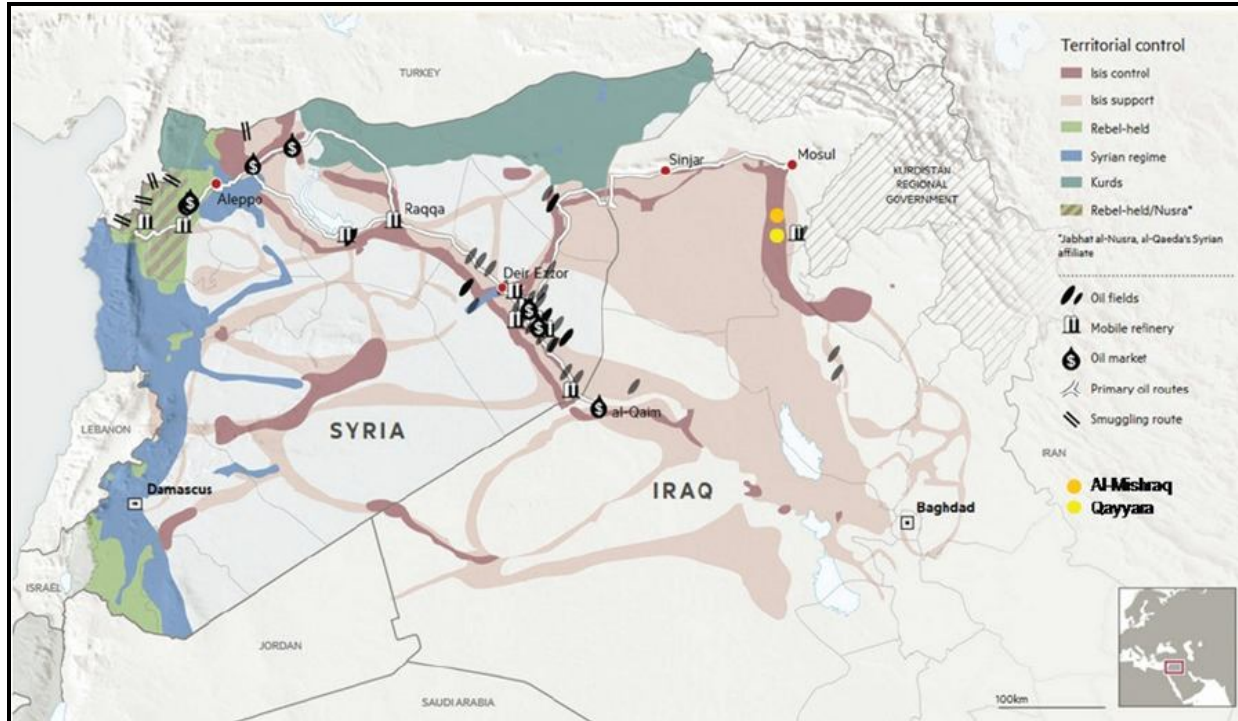 TURKEY
Aleppo
Raqqa
Sinjar
Mosul
KURDISTAN
REGIONAL
GOVERNMENT
Deir Ezzor
al-Qaim
SYRIA
IRAQ
LEBANON
Damascus
Baghdad
IRAN
ISRAEL
JORDAN
SAUDI ARABIA
Territorial control
Isis control
Isis support
Rebel-held
Syrian regime
Kurds
Rebel-held/Nusra*
*Jabhat al-Nusra, al-Qaeda's Syrian
affiliate
Oil fields
Mobile refinery
$ Oil market
Primary oil routes
Smuggling route
Al-Mishraq
Qayyara
100km